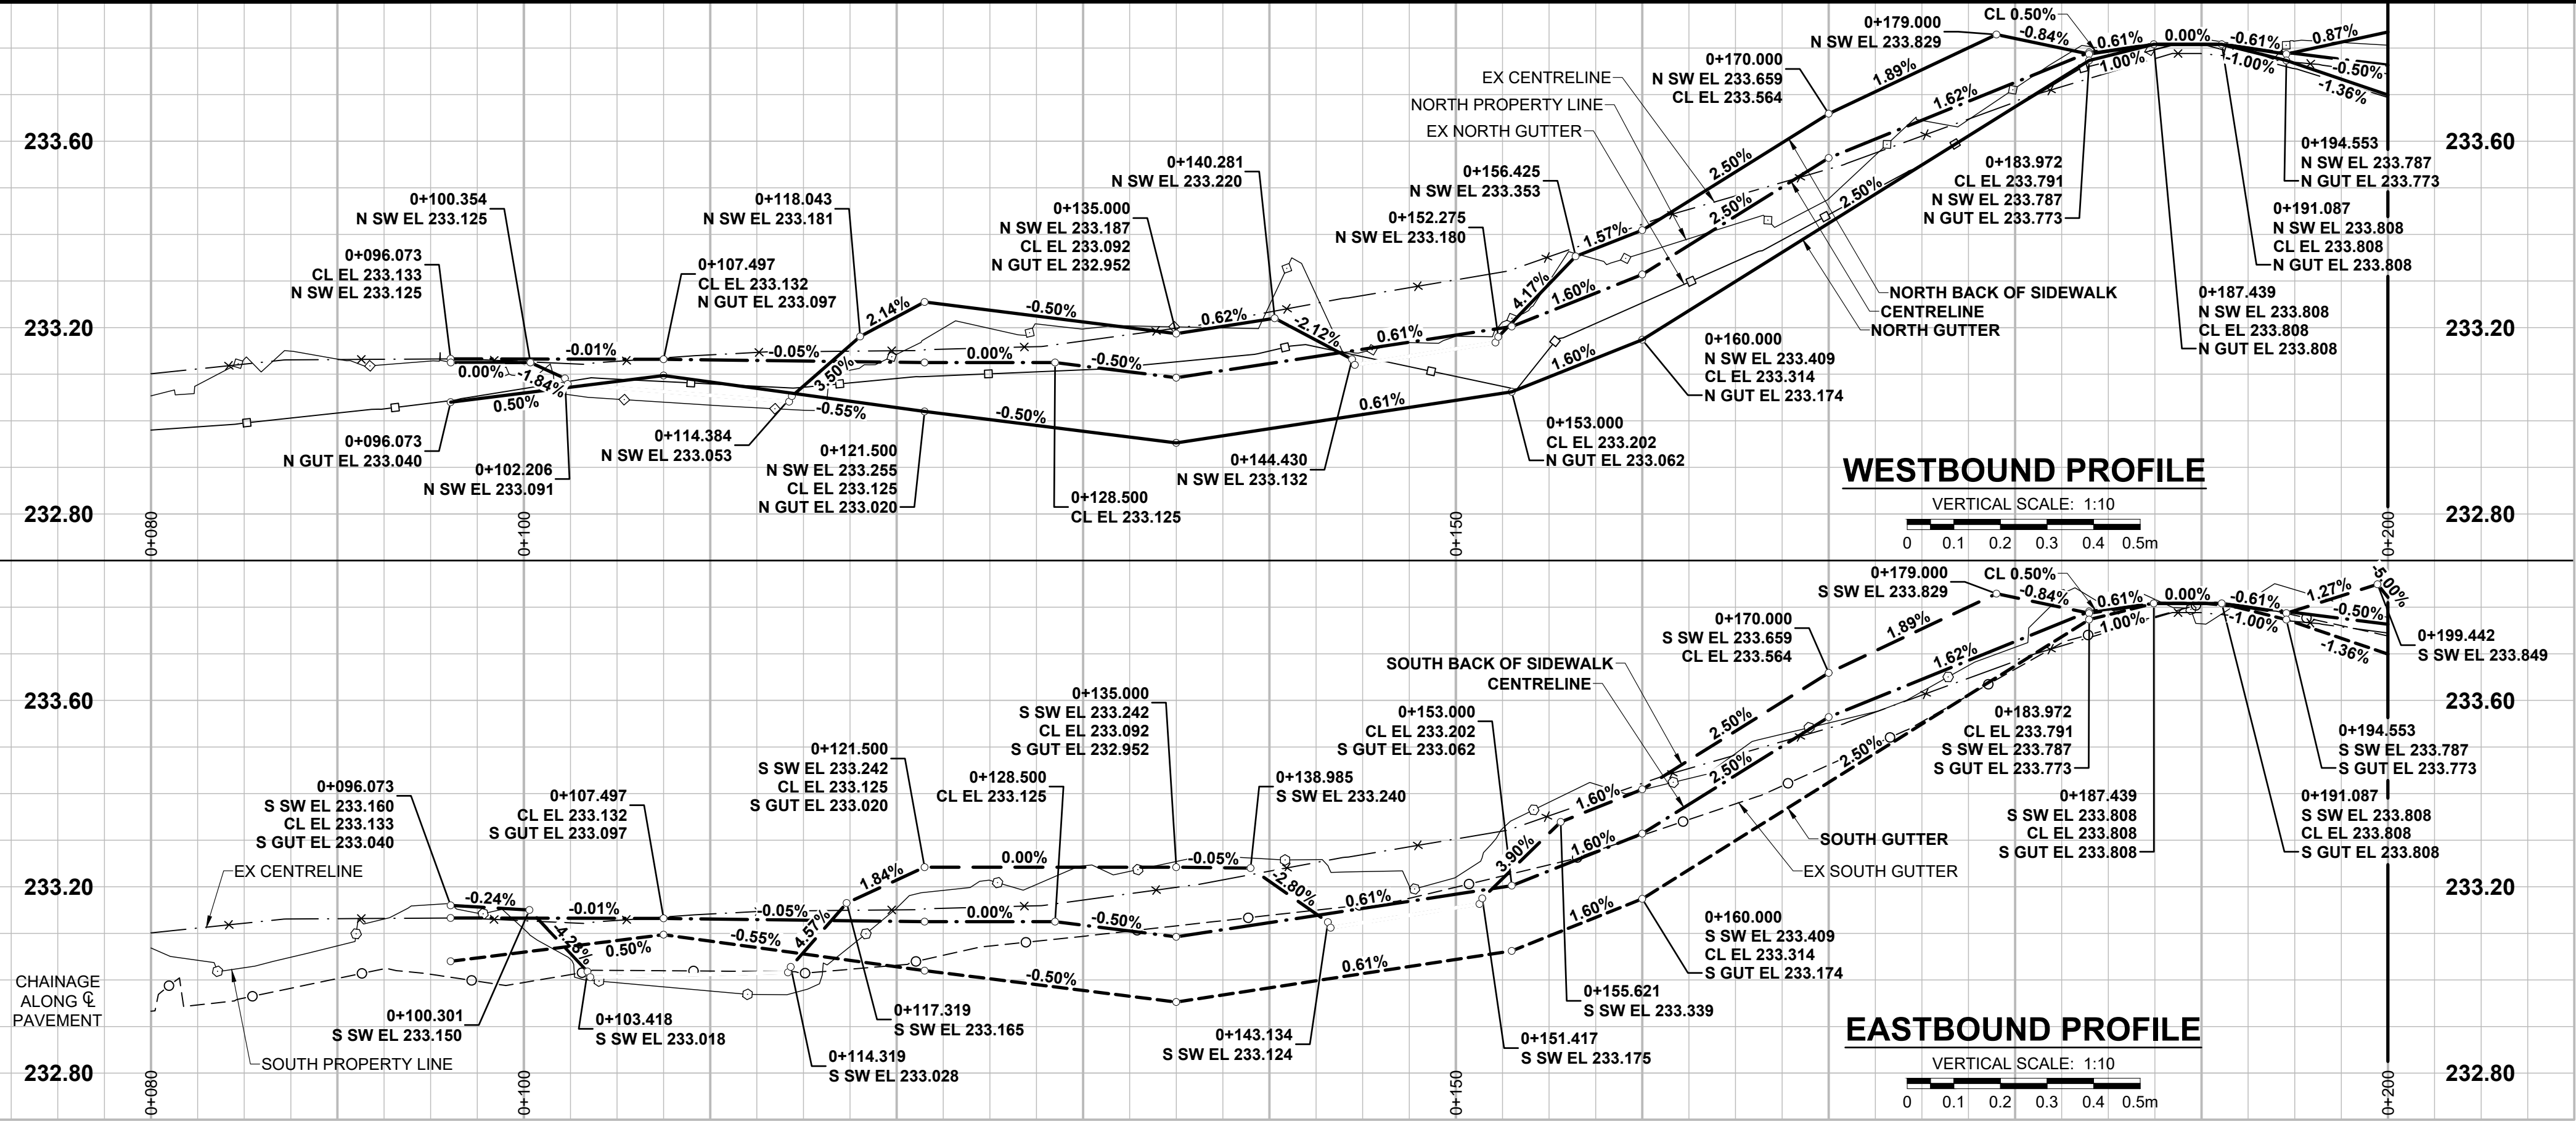 WESTBOUND PROFILE
VERTICAL SCALE: 1:10
0 0.1 0.2 0.3 0.4 0.5m
233.60
233.20
232.80
233.60
233.20
232.80
0+080
0+100
0+150
0+200
0+096.073
CL EL 233.133
N SW EL 233.125
0+100.354
N SW EL 233.125
0+107.497
CL EL 233.132
N GUT EL 233.097
0+118.043
N SW EL 233.181
0+135.000
N SW EL 233.187
CL EL 233.092
N GUT EL 232.952
0+140.281
N SW EL 233.220
0+152.275
N SW EL 233.180
0+156.425
N SW EL 233.353
0+170.000
N SW EL 233.659
CL EL 233.564
0+179.000
N SW EL 233.829
CL 0.50%
EX CENTRELINE
NORTH PROPERTY LINE
EX NORTH GUTTER
0+096.073
N GUT EL 233.040
0+102.206
N SW EL 233.091
0+114.384
N SW EL 233.053
0+121.500
N SW EL 233.255
CL EL 233.125
N GUT EL 233.020
0+128.500
CL EL 233.125
0+144.430
N SW EL 233.132
0+153.000
CL EL 233.202
N GUT EL 233.062
0+160.000
N SW EL 233.409
CL EL 233.314
N GUT EL 233.174
NORTH BACK OF SIDEWALK
CENTRELINE
NORTH GUTTER
0+183.972
CL EL 233.791
N SW EL 233.787
N GUT EL 233.773
0+187.439
N SW EL 233.808
CL EL 233.808
N GUT EL 233.808
0+191.087
N SW EL 233.808
CL EL 233.808
N GUT EL 233.808
0+194.553
N SW EL 233.787
N GUT EL 233.773
-0.01%
0.00%
-1.84%
0.50%
-0.05%
3.50%
-0.55%
2.14%
-0.50%
0.00%
-0.50%
-0.50%
0.62%
-2.12%
0.61%
0.61%
4.17%
1.57%
1.60%
1.60%
2.50%
2.50%
2.50%
1.89%
1.62%
-0.84%
0.61%
1.00%
0.00%
-0.61%
-1.00%
0.87%
-0.50%
-1.36%
EASTBOUND PROFILE
VERTICAL SCALE: 1:10
0 0.1 0.2 0.3 0.4 0.5m
233.60
233.20
232.80
233.60
233.20
232.80
0+080
0+100
0+150
0+200
CHAINAGE
ALONG ℄
PAVEMENT
EX CENTRELINE
SOUTH PROPERTY LINE
0+096.073
S SW EL 233.160
CL EL 233.133
S GUT EL 233.040
0+107.497
CL EL 233.132
S GUT EL 233.097
0+121.500
S SW EL 233.242
CL EL 233.125
S GUT EL 233.020
0+128.500
CL EL 233.125
0+135.000
S SW EL 233.242
CL EL 233.092
S GUT EL 232.952
0+138.985
S SW EL 233.240
0+153.000
CL EL 233.202
S GUT EL 233.062
SOUTH BACK OF SIDEWALK
CENTRELINE
0+170.000
S SW EL 233.659
CL EL 233.564
0+179.000
S SW EL 233.829
CL 0.50%
0+100.301
S SW EL 233.150
0+103.418
S SW EL 233.018
0+114.319
S SW EL 233.028
0+117.319
S SW EL 233.165
0+143.134
S SW EL 233.124
0+151.417
S SW EL 233.175
0+155.621
S SW EL 233.339
0+160.000
S SW EL 233.409
CL EL 233.314
S GUT EL 233.174
SOUTH GUTTER
EX SOUTH GUTTER
0+183.972
CL EL 233.791
S SW EL 233.787
S GUT EL 233.773
0+187.439
S SW EL 233.808
CL EL 233.808
S GUT EL 233.808
0+191.087
S SW EL 233.808
CL EL 233.808
S GUT EL 233.808
0+194.553
S SW EL 233.787
S GUT EL 233.773
0+199.442
S SW EL 233.849
-0.24%
-0.01%
0.50%
-0.55%
-0.05%
4.57%
1.84%
0.00%
0.00%
-0.50%
-0.50%
-0.05%
-2.80%
0.61%
0.61%
3.90%
1.60%
1.60%
1.60%
2.50%
2.50%
2.50%
1.89%
1.62%
-0.84%
0.61%
1.00%
0.00%
-0.61%
-1.00%
1.27%
-5.00%
-0.50%
-1.36%